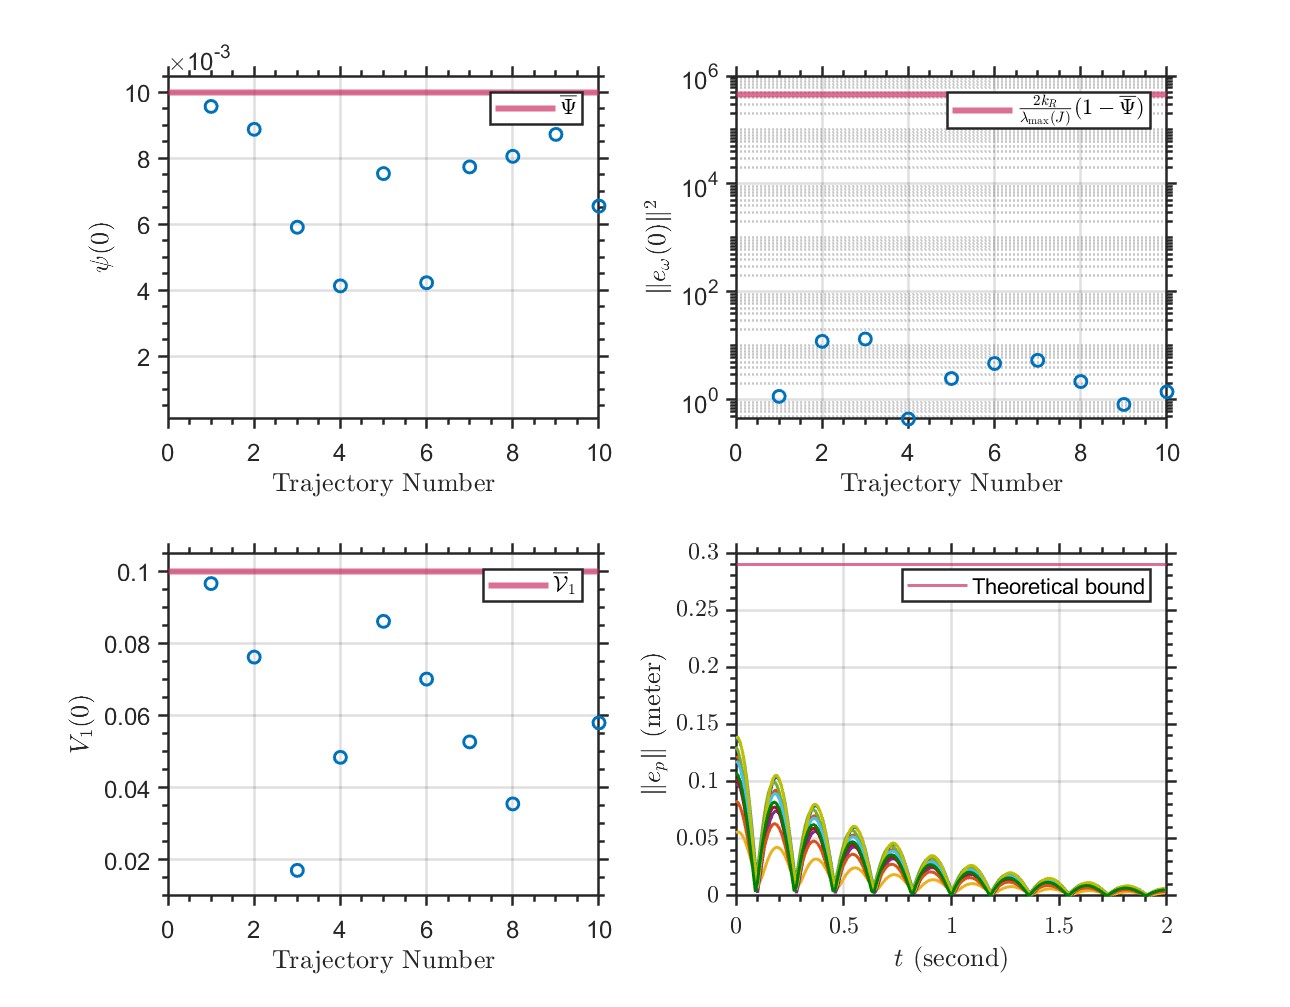 ×10⁻³
10
8
6
4
2
ψ(0)
Ψ̅
0 2 4 6 8 10
Trajectory Number
10⁶
10⁴
10²
10⁰
||e_ω(0)||²
2k_R/λ_max(J) (1 − Ψ̅)
0 2 4 6 8 10
Trajectory Number
0.1
0.08
0.06
0.04
0.02
V₁(0)
𝒱̅₁
0 2 4 6 8 10
Trajectory Number
0.3
0.25
0.2
0.15
0.1
0.05
0
||e_p|| (meter)
Theoretical bound
0 0.5 1 1.5 2
t (second)